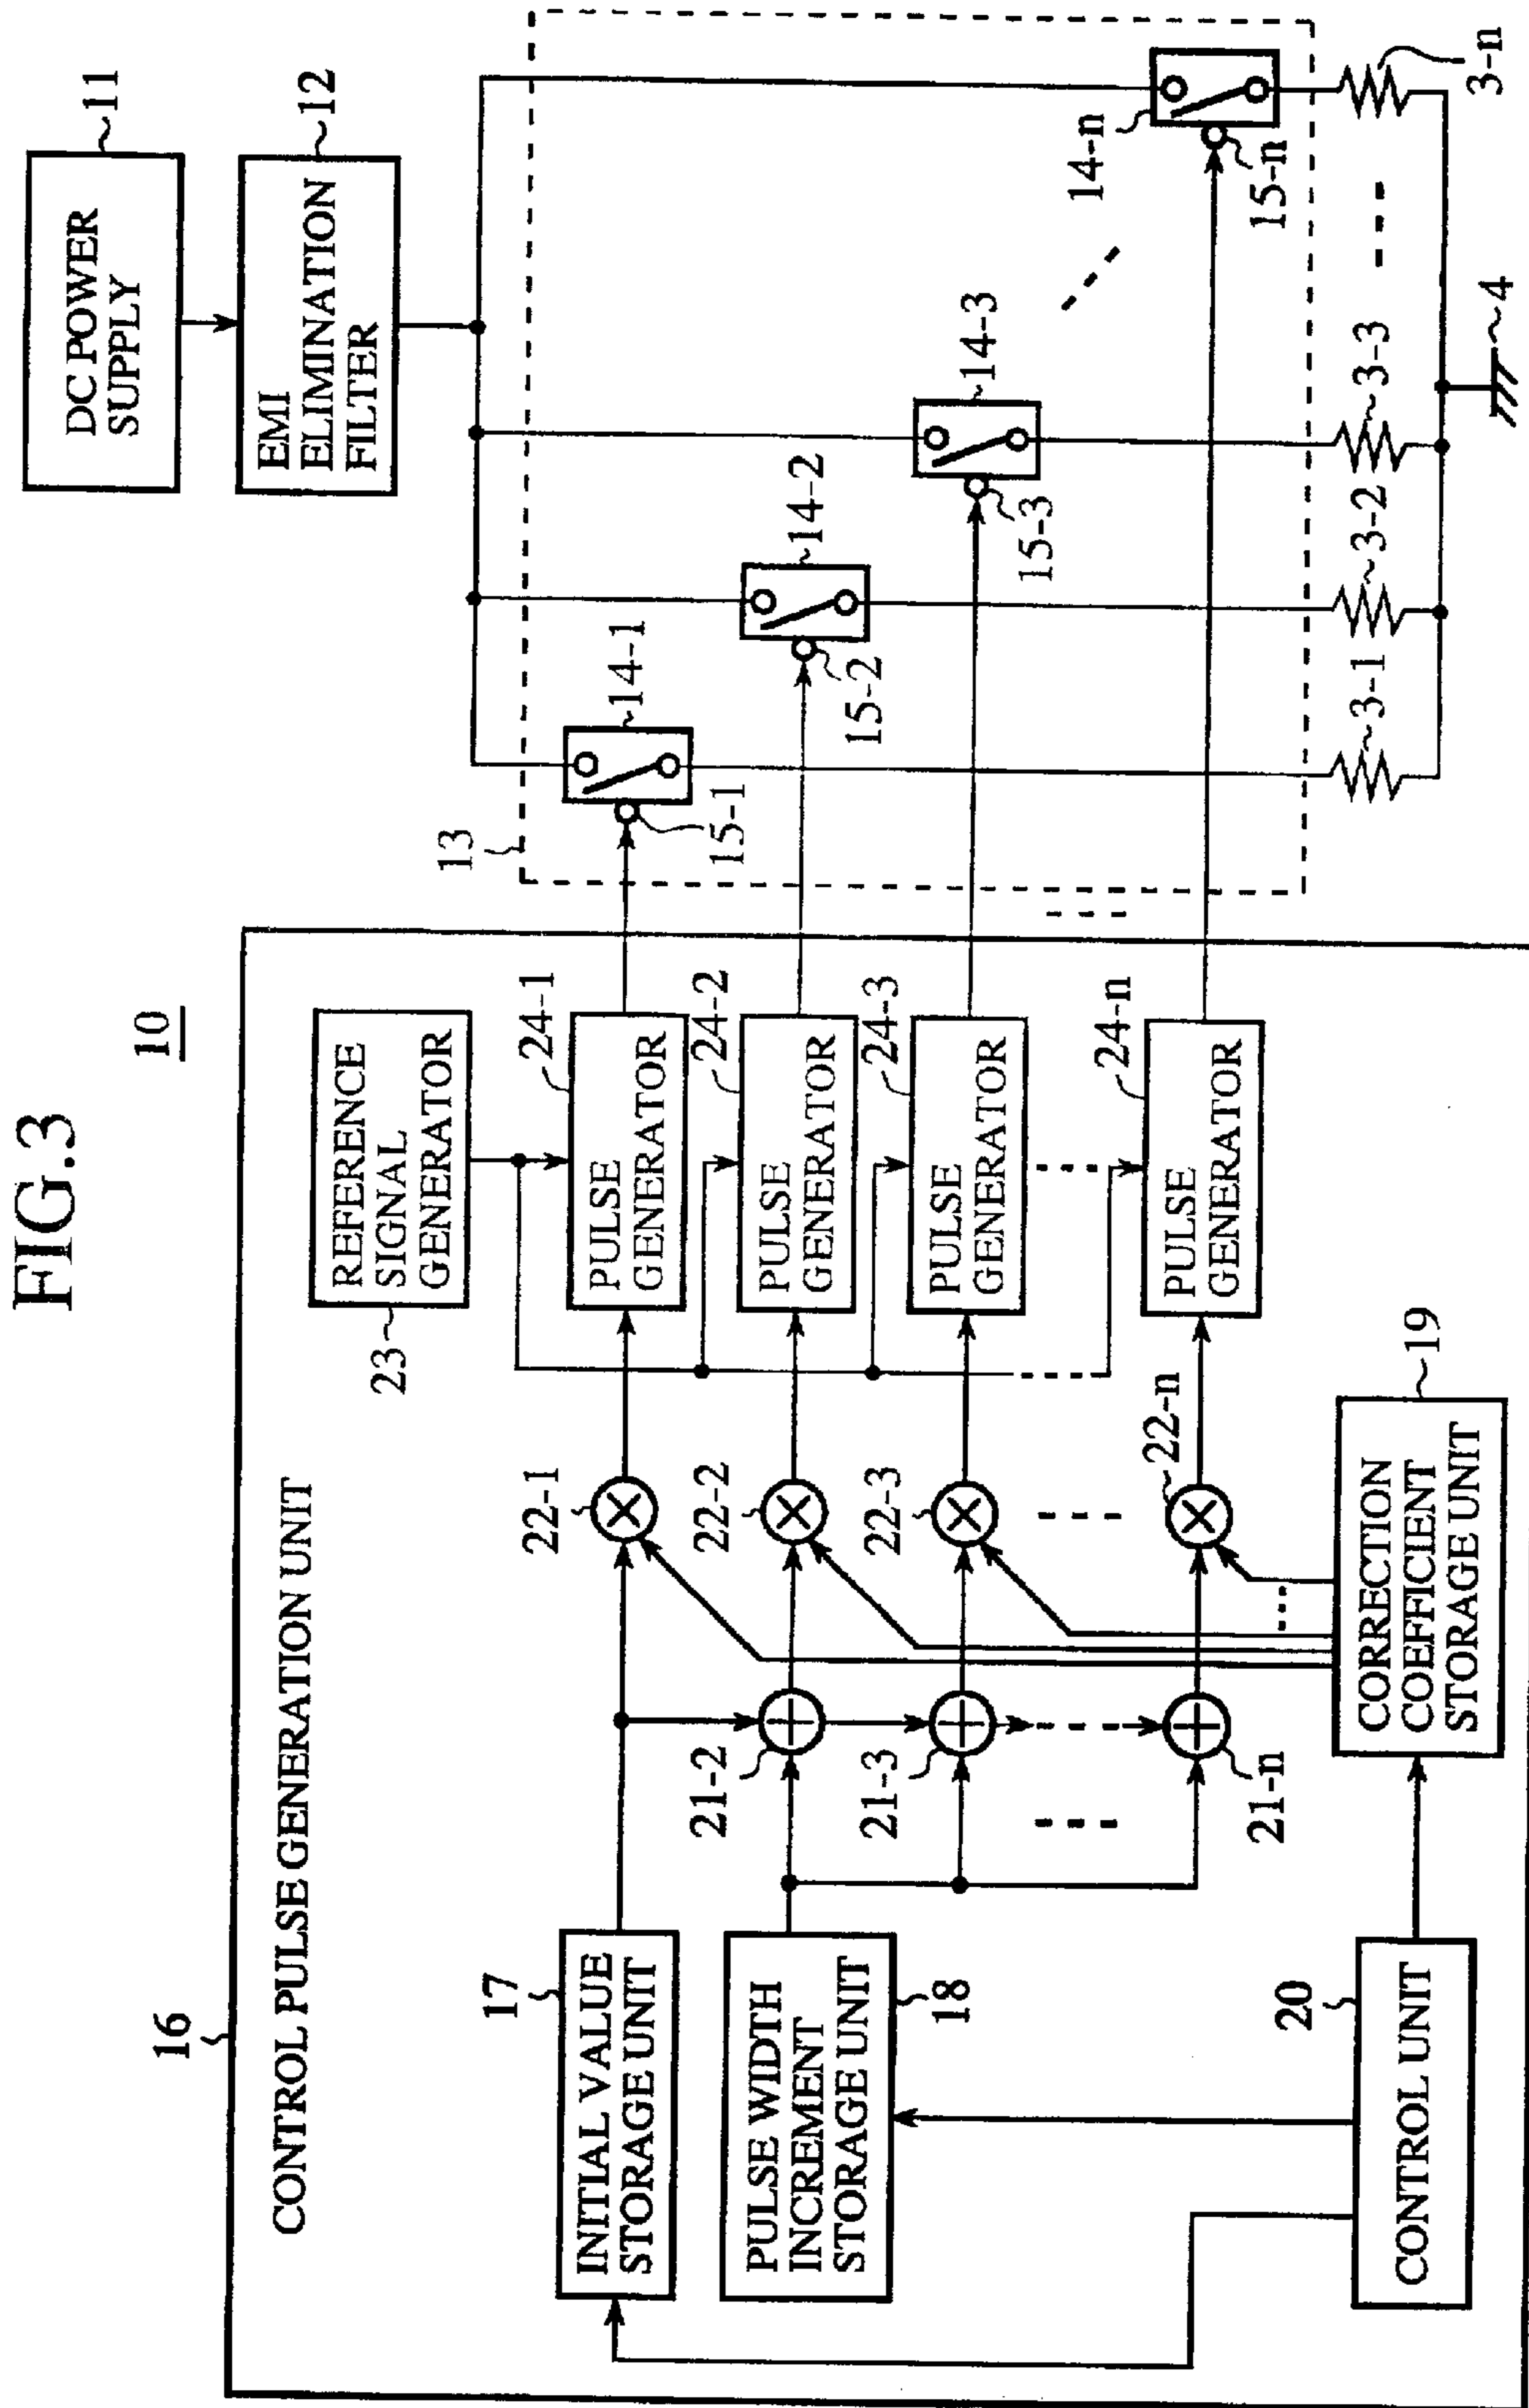 FIG.3
10
16
CONTROL PULSE GENERATION UNIT
17
INITIAL VALUE
STORAGE UNIT
PULSE WIDTH
INCREMENT
STORAGE UNIT
18
20
CONTROL UNIT
21-2
21-3
21-n
22-1
22-2
22-3
22-n
CORRECTION
COEFFICIENT
STORAGE UNIT
19
23
REFERENCE
SIGNAL
GENERATOR
24-1
PULSE
GENERATOR
24-2
PULSE
GENERATOR
24-3
PULSE
GENERATOR
24-n
PULSE
GENERATOR
DC POWER
SUPPLY
11
EMI
ELIMINATION
FILTER
12
13
14-1
15-1
14-2
15-2
14-3
15-3
14-n
15-n
3-1
3-2
3-3
3-n
4